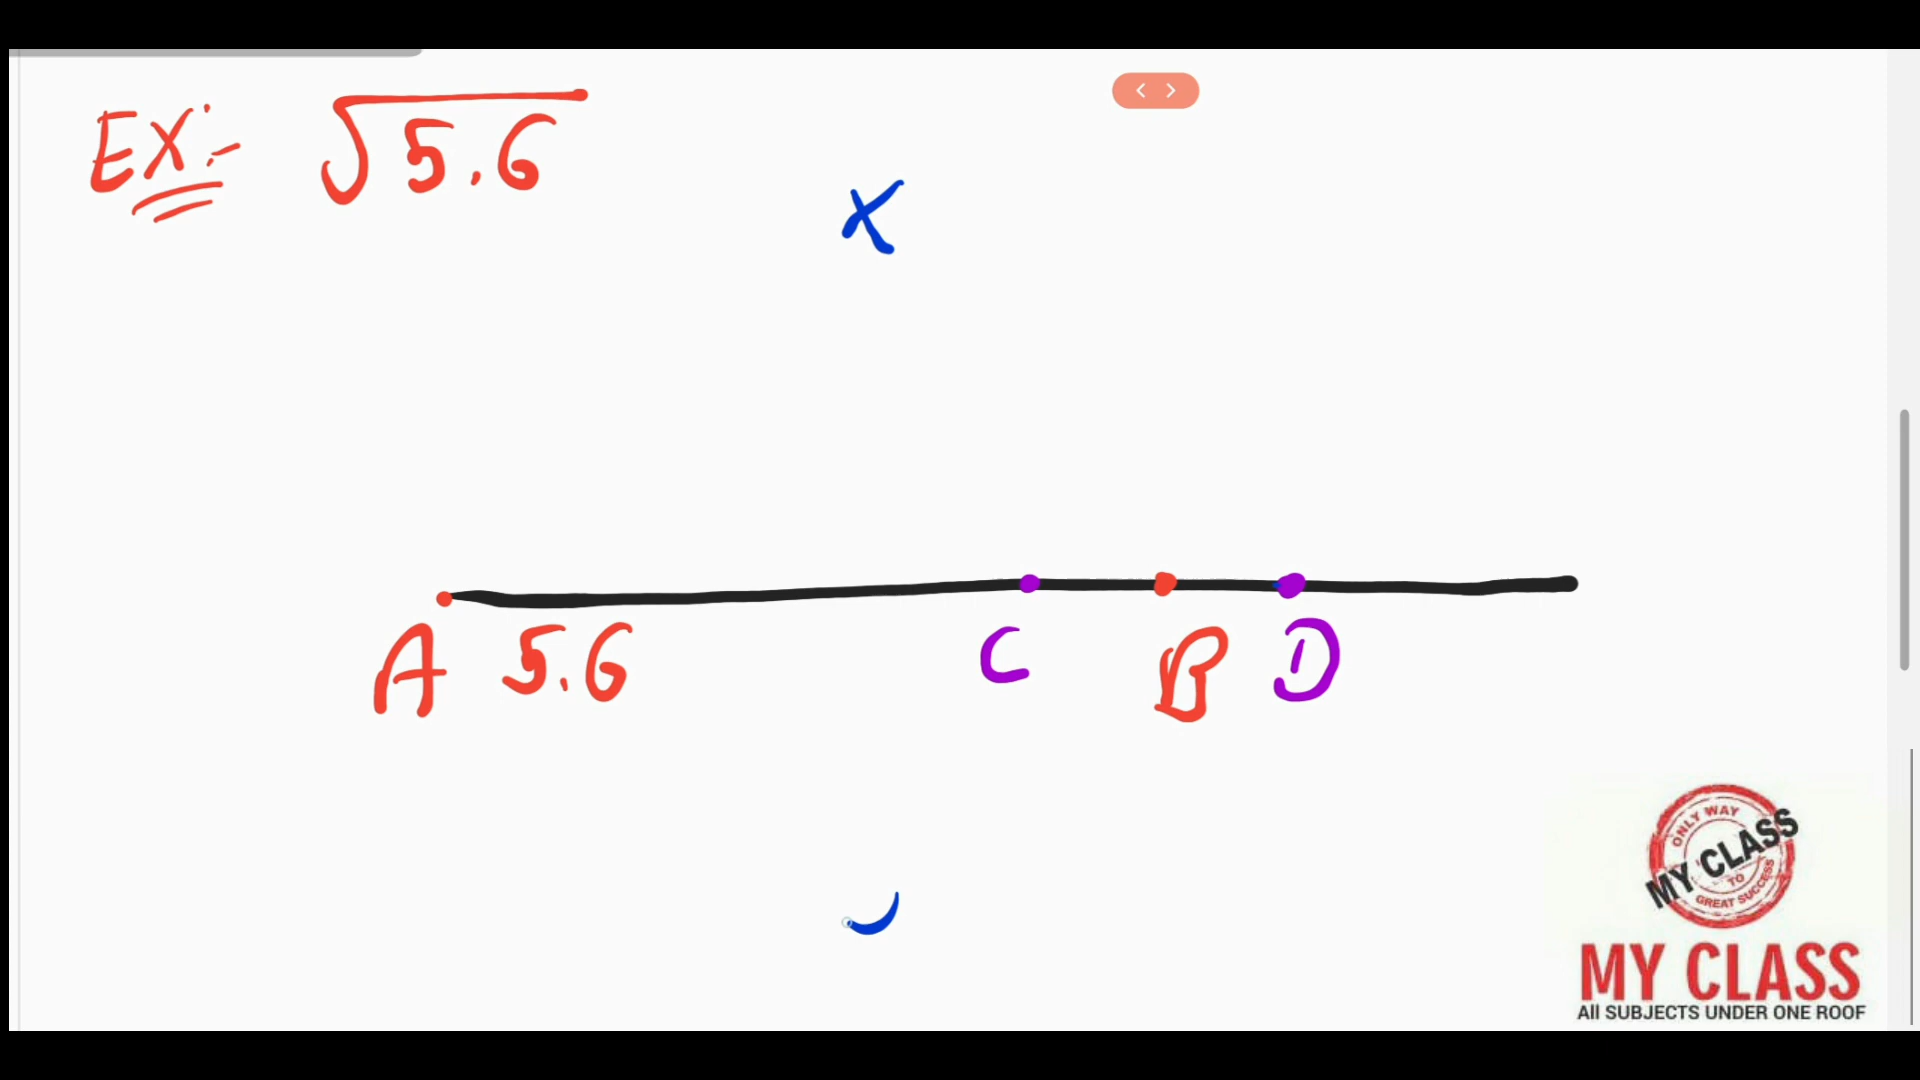 EX:- √5.6
A 5.6 C B D
ONLY WAY
MY CLASS
TO
GREAT SUCCESS
MY CLASS
All SUBJECTS UNDER ONE ROOF